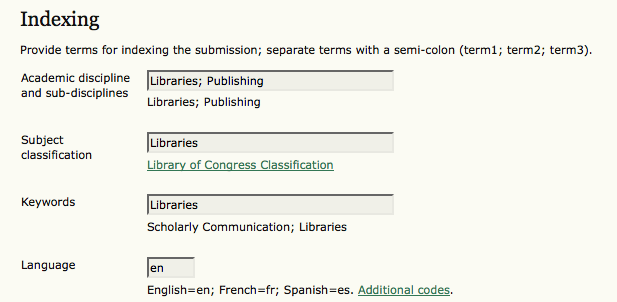 Indexing
Provide terms for indexing the submission; separate terms with a semi-colon (term1; term2; term3).
Academic discipline and sub-disciplines
Libraries; Publishing
Libraries; Publishing
Subject classification
Libraries
Library of Congress Classification
Keywords
Libraries
Scholarly Communication; Libraries
Language
en
English=en; French=fr; Spanish=es. Additional codes.